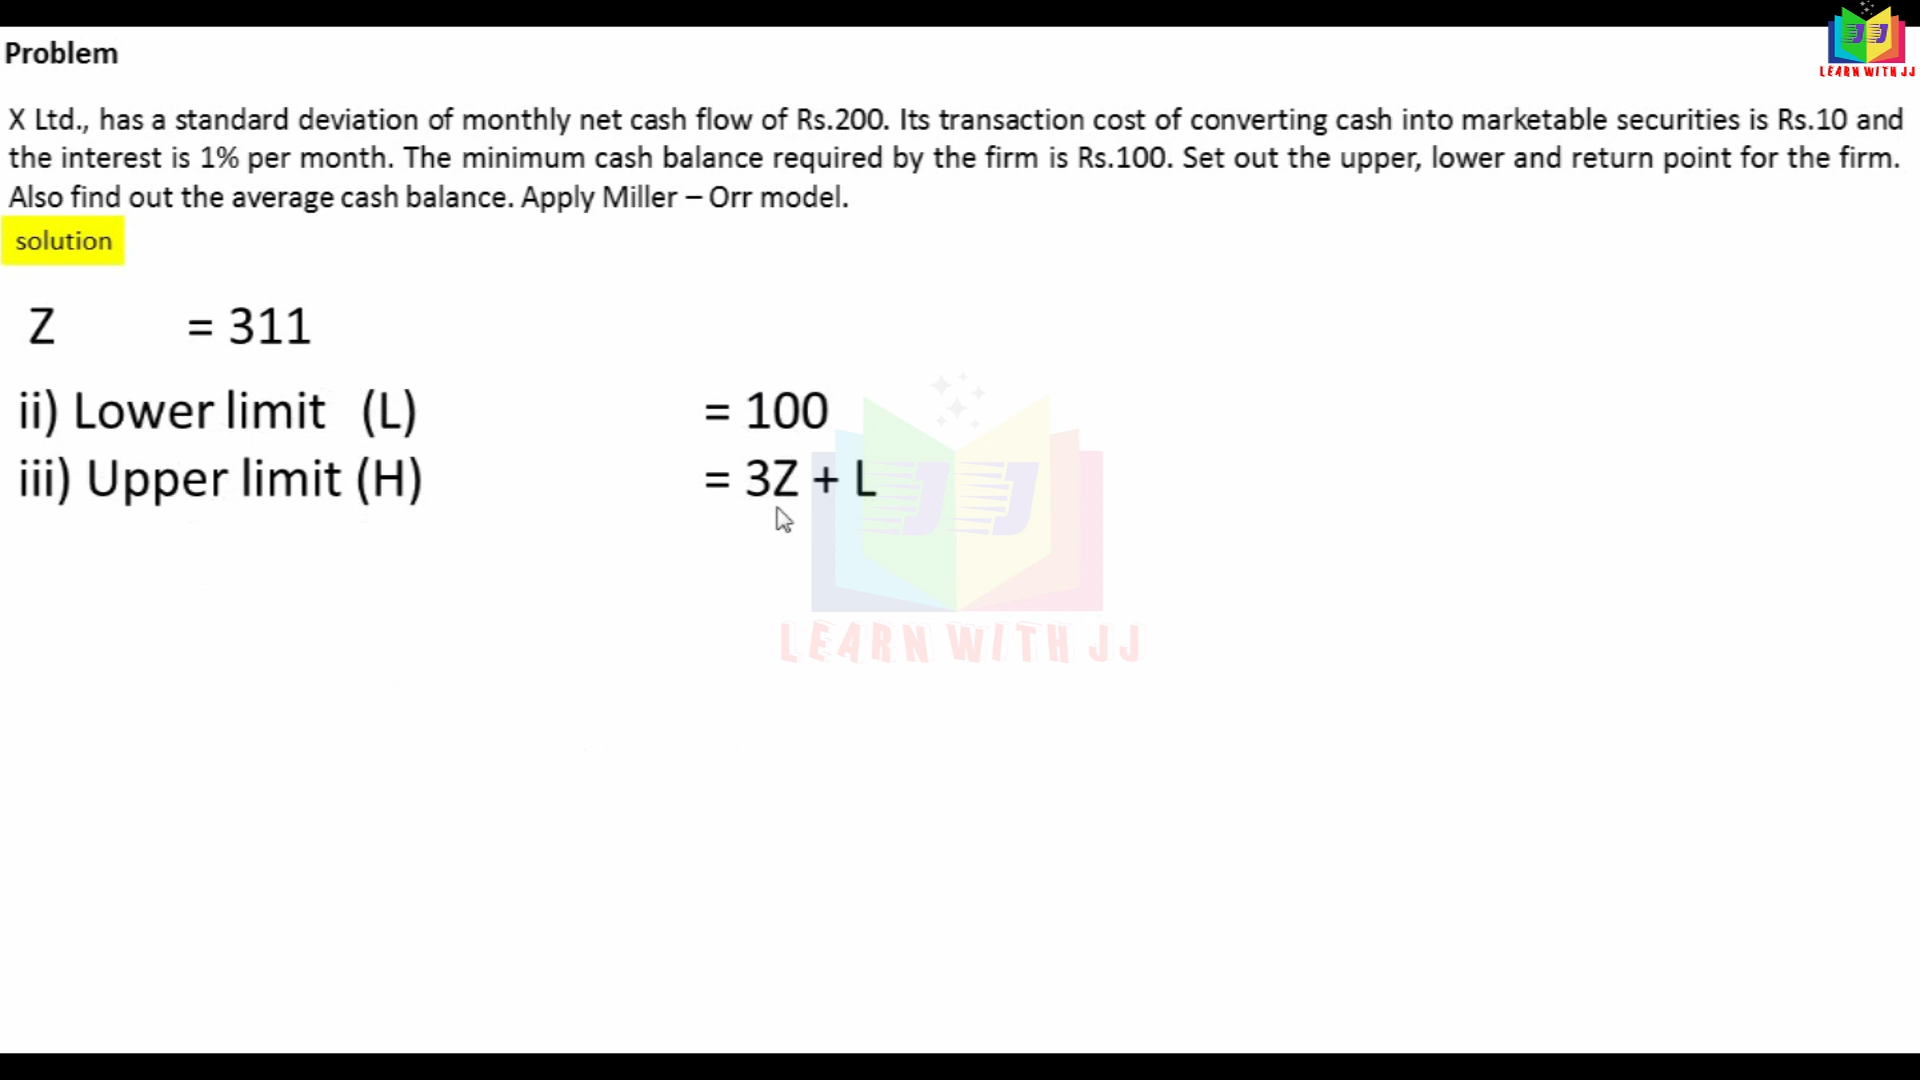 LEARN WITH JJ
Problem
X Ltd., has a standard deviation of monthly net cash flow of Rs.200. Its transaction cost of converting cash into marketable securities is Rs.10 and
the interest is 1% per month. The minimum cash balance required by the firm is Rs.100. Set out the upper, lower and return point for the firm.
Also find out the average cash balance. Apply Miller – Orr model.
solution
Z = 311
ii) Lower limit (L) = 100
iii) Upper limit (H) = 3Z + L
JJ
LEARN WITH JJ